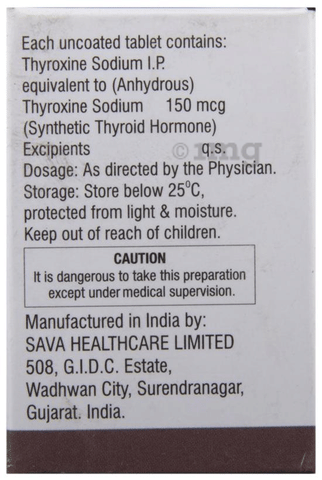 Each uncoated tablet contains:
Thyroxine Sodium I.P.
equivalent to (Anhydrous)
Thyroxine Sodium 150 mcg
(Synthetic Thyroid Hormone)
Excipients q.s.
Dosage: As directed by the Physician.
Storage: Store below 25°C,
protected from light & moisture.
Keep out of reach of children.
CAUTION
It is dangerous to take this preparation
except under medical supervision.
Manufactured in India by:
SAVA HEALTHCARE LIMITED
508, G.I.D.C. Estate,
Wadhwan City, Surendranagar,
Gujarat. India.